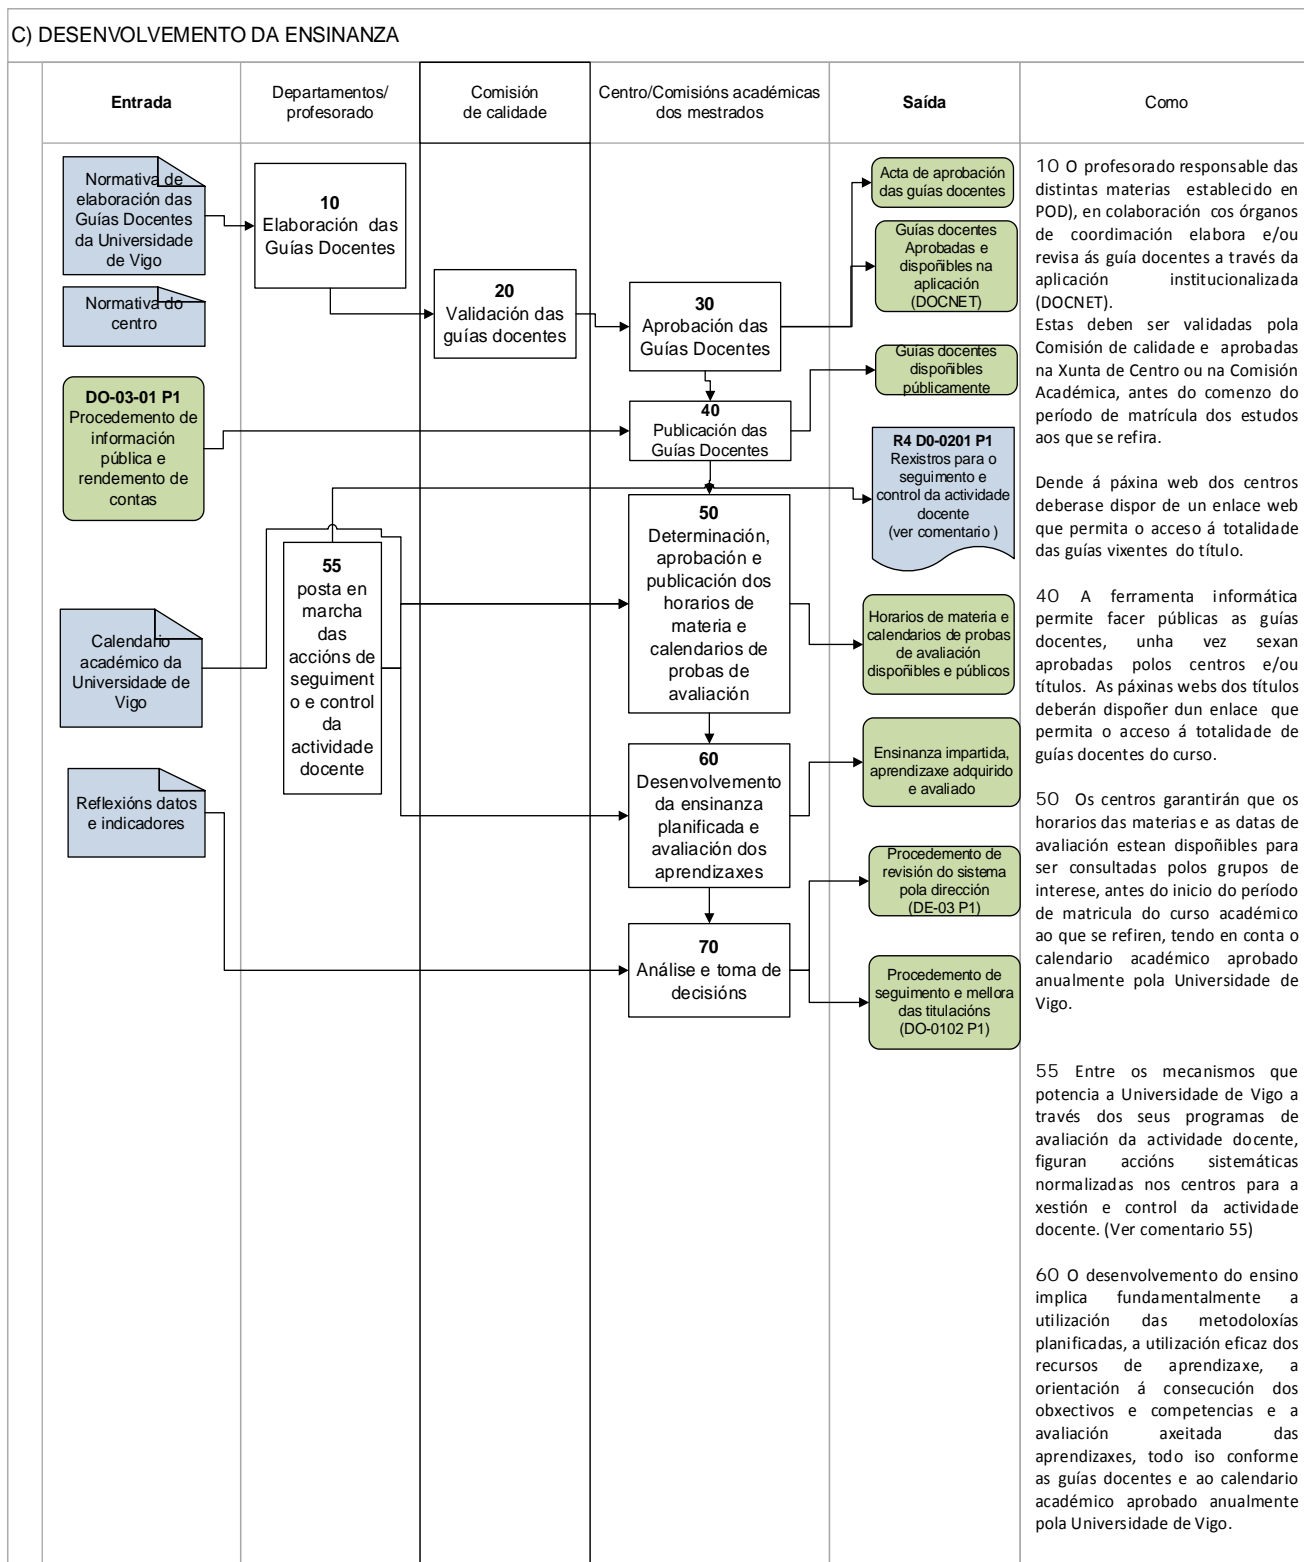 C) DESENVOLVEMENTO DA ENSINANZA
Entrada
Departamentos/
profesorado
Comisión
de calidade
Centro/Comisións académicas
dos mestrados
Saída
Como
Normativa de
elaboración das
Guías Docentes
da Universidade
de Vigo
Normativa do
centro
DO-03-01 P1
Procedemento de
información
pública e
rendemento de
contas
Calendario
académico da
Universidade de
Vigo
Reflexións datos
e indicadores
10
Elaboración das
Guías Docentes
55
posta en
marcha
das
accións de
seguiment
o e control
da
actividade
docente
20
Validación das
guías docentes
30
Aprobación das
Guías Docentes
40
Publicación das
Guías Docentes
50
Determinación,
aprobación e
publicación dos
horarios de
materia e
calendarios de
probas de
avaliación
60
Desenvolvemento
da ensinanza
planificada e
avaliación dos
aprendizaxes
70
Análise e toma de
decisións
Acta de aprobación
das guías docentes
Guías docentes
Aprobadas e
dispoñibles na
aplicación
(DOCNET)
Guías docentes
dispoñibles
públicamente
R4 D0-0201 P1
Rexistros para o
seguimento e
control da actividade
docente
(ver comentario )
Horarios de materia e
calendarios de probas
de avaliación
dispoñibles e públicos
Ensinanza impartida,
aprendizaxe adquirido
e avaliado
Procedemento de
revisión do sistema
pola dirección
(DE-03 P1)
Procedemento de
seguimento e mellora
das titulacións
(DO-0102 P1)
10 O profesorado responsable das
distintas materias establecido en
POD), en colaboración cos órganos
de coordimación elabora e/ou
revisa ás guía docentes a través da
aplicación institucionalizada
(DOCNET).
Estas deben ser validadas pola
Comisión de calidade e aprobadas
na Xunta de Centro ou na Comisión
Académica, antes do comenzo do
período de matrícula dos estudos
aos que se refira.
Dende á páxina web dos centros
deberase dispor de un enlace web
que permita o acceso á totalidade
das guías vixentes do título.
40 A ferramenta informática
permite facer públicas as guías
docentes, unha vez sexan
aprobadas polos centros e/ou
títulos. As páxinas webs dos títulos
deberán dispoñer dun enlace que
permita o acceso á totalidade de
guías docentes do curso.
50 Os centros garantirán que os
horarios das materias e as datas de
avaliación estean dispoñibles para
ser consultadas polos grupos de
interese, antes do inicio do período
de matricula do curso académico
ao que se refiren, tendo en conta o
calendario académico aprobado
anualmente pola Universidade de
Vigo.
55 Entre os mecanismos que
potencia a Universidade de Vigo a
través dos seus programas de
avaliación da actividade docente,
figuran accións sistemáticas
normalizadas nos centros para a
xestión e control da actividade
docente. (Ver comentario 55)
60 O desenvolvemento do ensino
implica fundamentalmente a
utilización das metodoloxías
planificadas, a utilización eficaz dos
recursos de aprendizaxe, a
orientación á consecución dos
obxectivos e competencias e a
avaliación axeitada das
aprendizaxes, todo iso conforme
as guías docentes e ao calendario
académico aprobado anualmente
pola Universidade de Vigo.